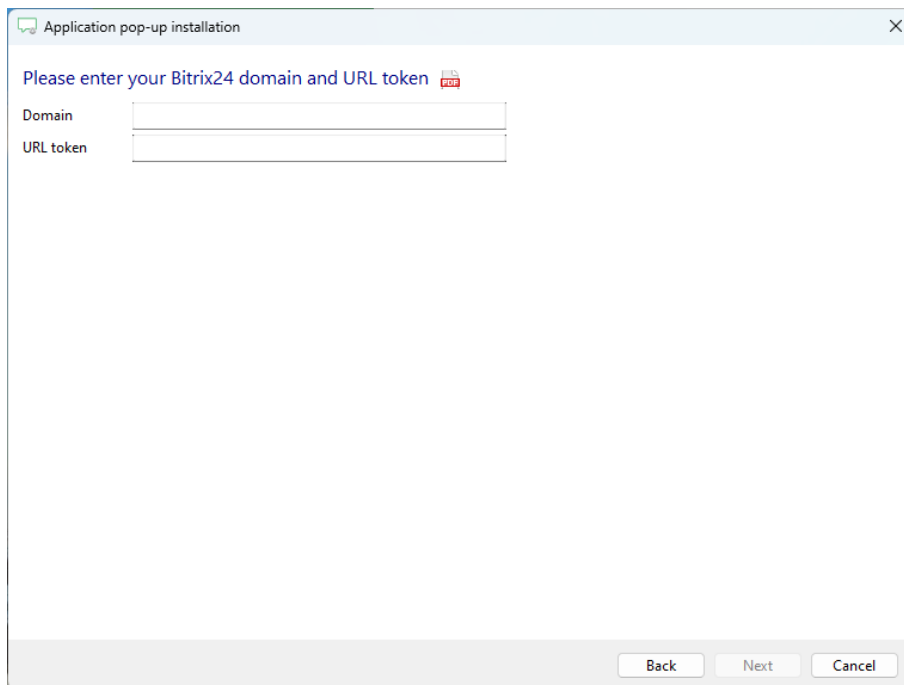 Application pop-up installation
Please enter your Bitrix24 domain and URL token PDF
Domain
URL token
Back Next Cancel